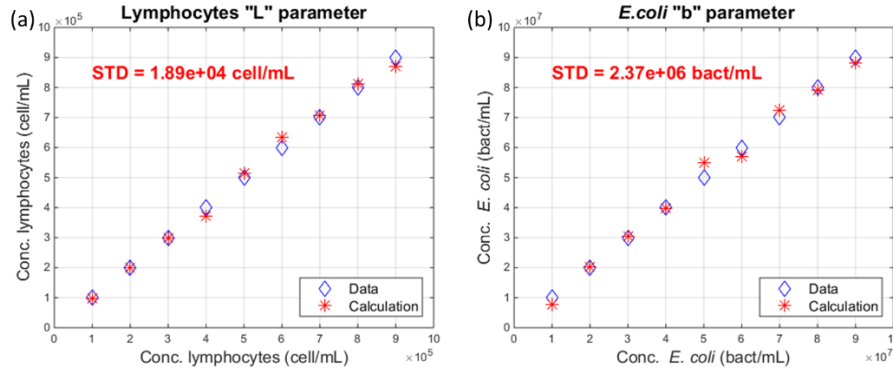 (a)
Lymphocytes "L" parameter
× 10^5
STD = 1.89e+04 cell/mL
Conc. lymphocytes (cell/mL)
10
9
8
7
6
5
4
3
2
1
0
Data
Calculation
0 1 2 3 4 5 6 7 8 9 10
Conc. lymphocytes (cell/mL)
× 10^5
(b)
E.coli "b" parameter
× 10^7
STD = 2.37e+06 bact/mL
Conc. E. coli (bact/mL)
10
9
8
7
6
5
4
3
2
1
0
Data
Calculation
0 1 2 3 4 5 6 7 8 9 10
Conc. E. coli (bact/mL)
× 10^7